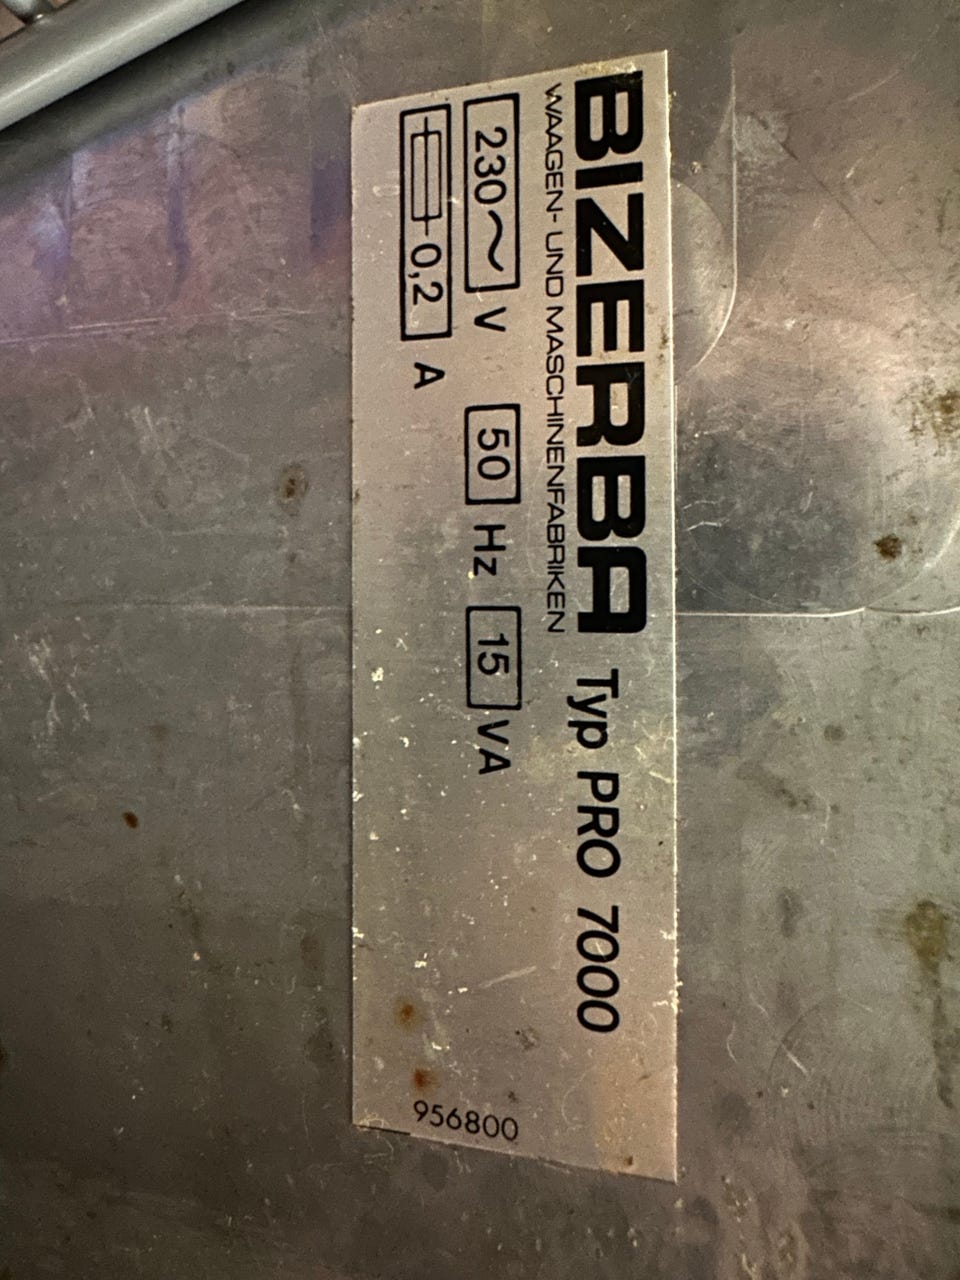 BIZERBA Typ PRO 7000
WAAGEN- UND MASCHINENFABRIKEN
230~ V 50 Hz 15 VA
0,2 A
956800